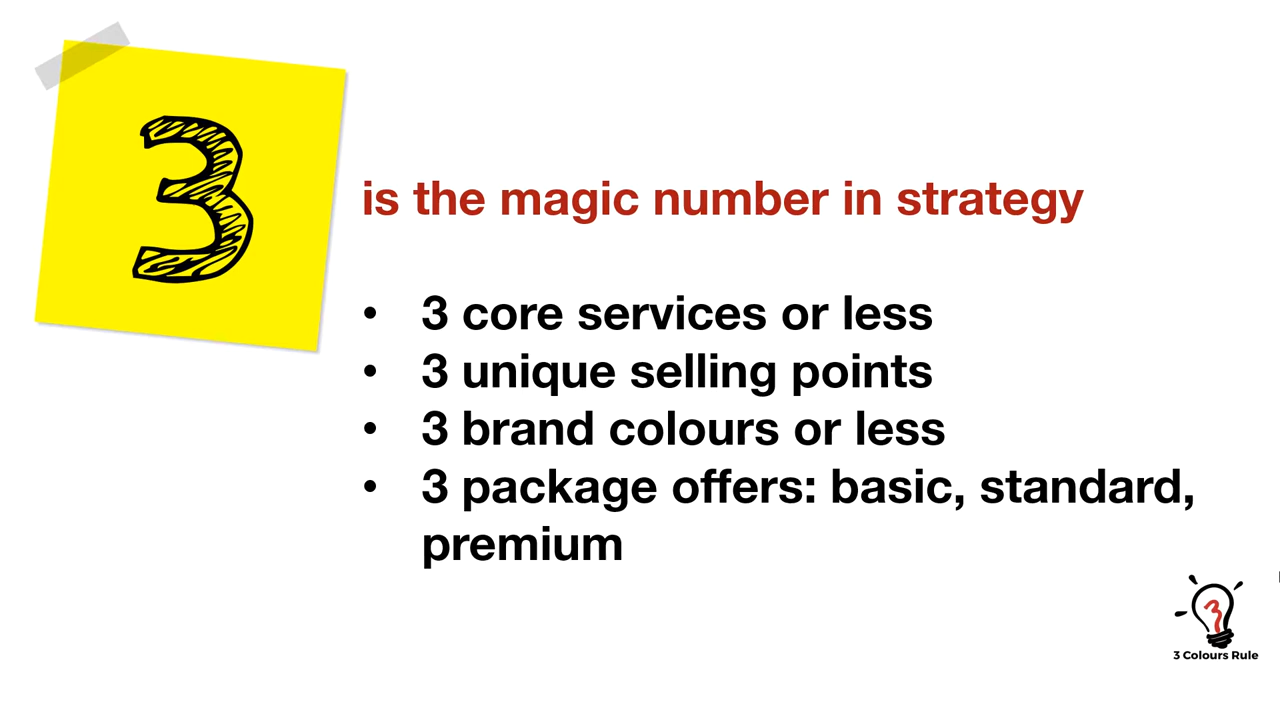 3
is the magic number in strategy
• 3 core services or less
• 3 unique selling points
• 3 brand colours or less
• 3 package offers: basic, standard,
premium
3
3 Colours Rule